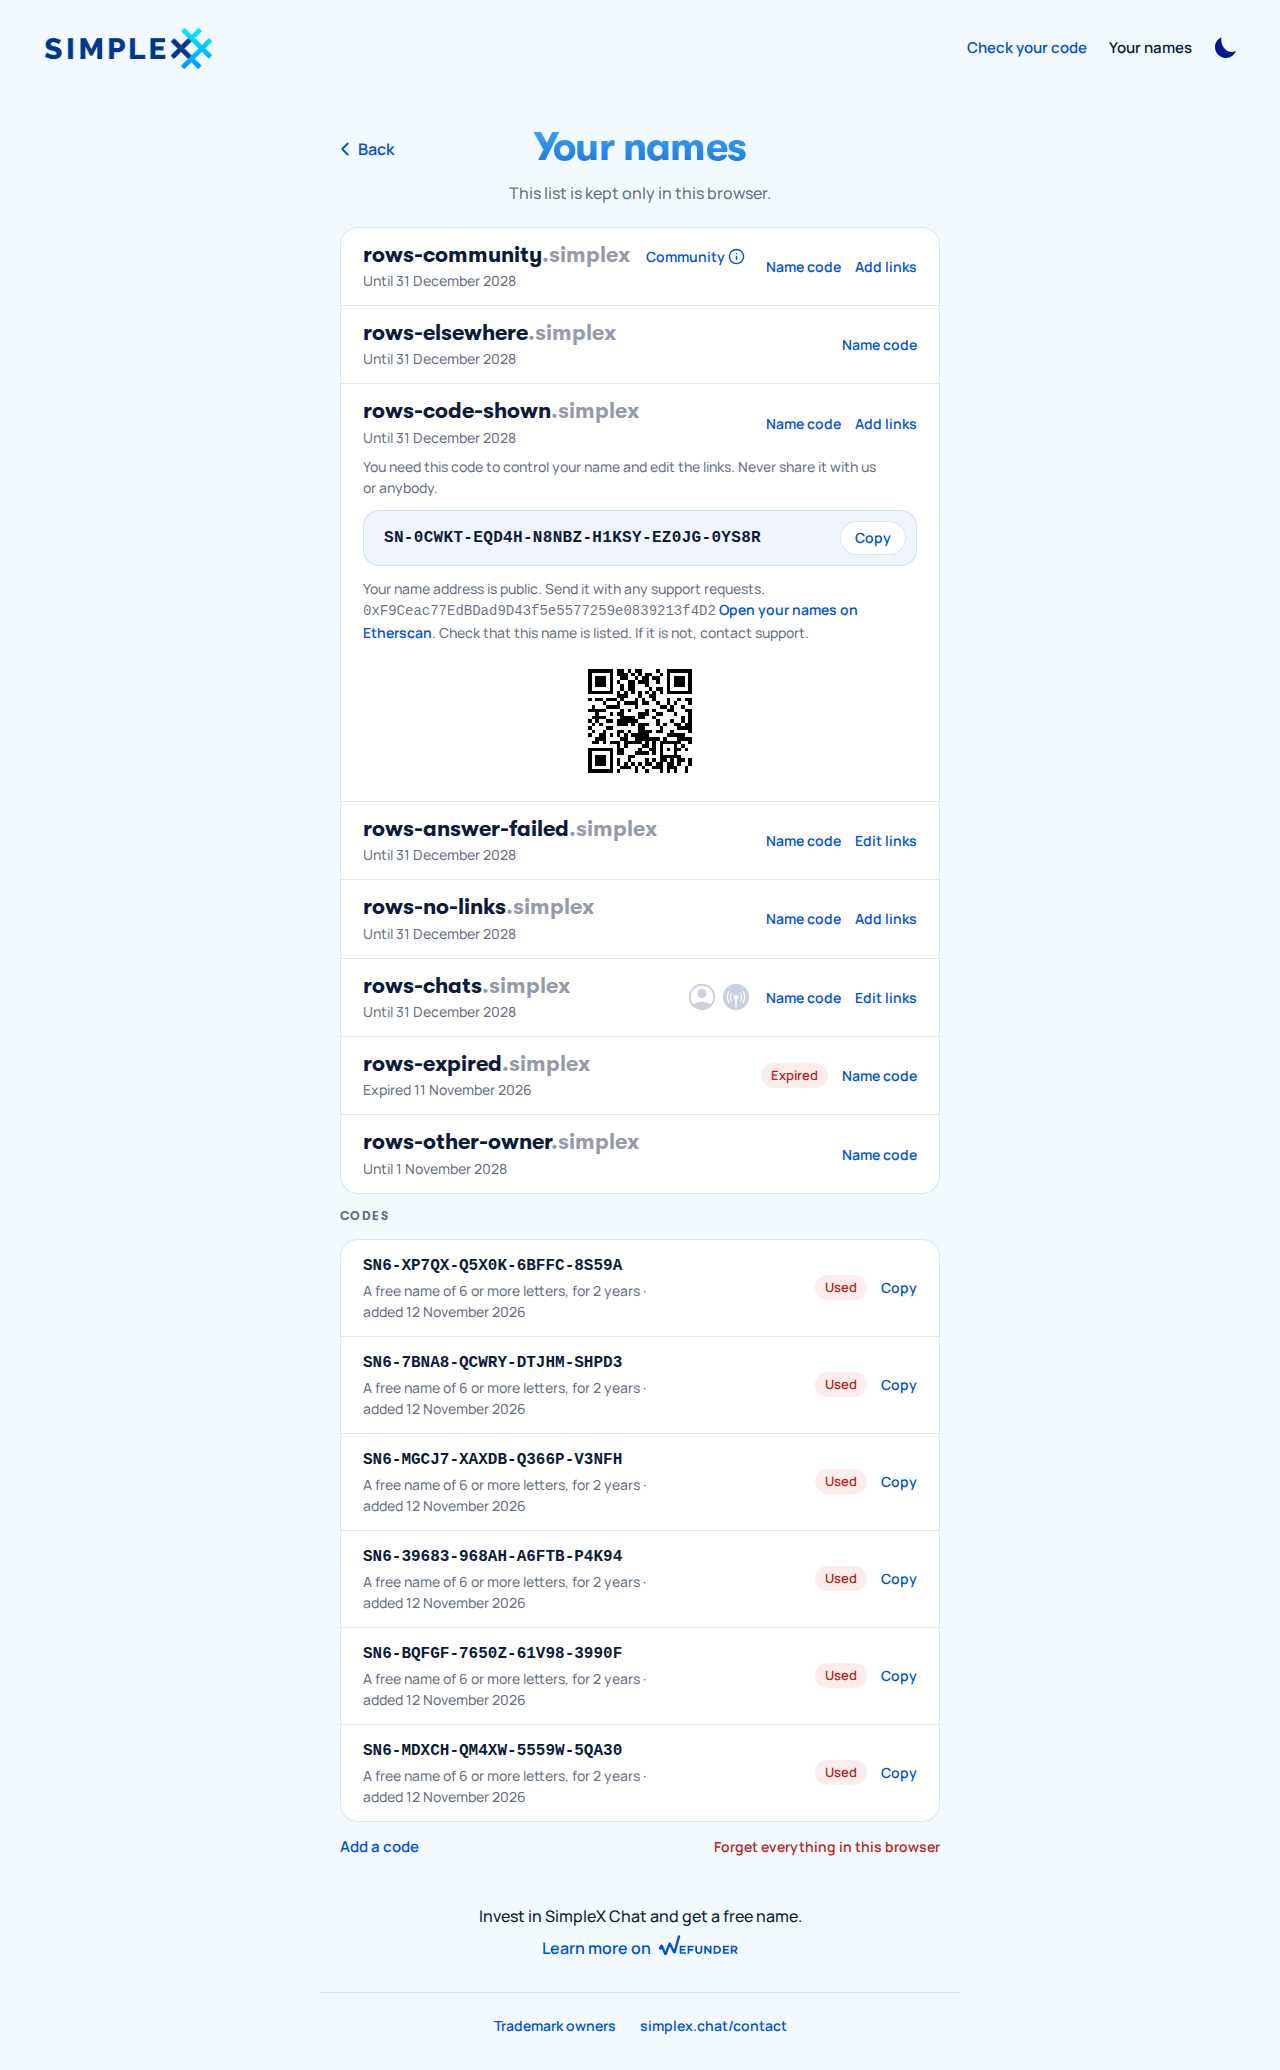 SIMPLEX
Check your code
Your names
Back
Your names
This list is kept only in this browser.
rows-community.simplex Community
Until 31 December 2028
Name code Add links
rows-elsewhere.simplex
Until 31 December 2028
Name code
rows-code-shown.simplex
Until 31 December 2028
Name code Add links
You need this code to control your name and edit the links. Never share it with us
or anybody.
SN-0CWKT-EQD4H-N8NBZ-H1KSY-EZ0JG-0YS8R
Copy
Your name address is public. Send it with any support requests.
0xF9Ceac77EdBDad9D43f5e5577259e0839213f4D2 Open your names on
Etherscan. Check that this name is listed. If it is not, contact support.
rows-answer-failed.simplex
Until 31 December 2028
Name code Edit links
rows-no-links.simplex
Until 31 December 2028
Name code Add links
rows-chats.simplex
Until 31 December 2028
Name code Edit links
rows-expired.simplex
Expired 11 November 2026
Expired Name code
rows-other-owner.simplex
Until 1 November 2028
Name code
CODES
SN6-XP7QX-Q5X0K-6BFFC-8S59A
A free name of 6 or more letters, for 2 years ·
added 12 November 2026
Used Copy
SN6-7BNA8-QCWRY-DTJHM-SHPD3
A free name of 6 or more letters, for 2 years ·
added 12 November 2026
Used Copy
SN6-MGCJ7-XAXDB-Q366P-V3NFH
A free name of 6 or more letters, for 2 years ·
added 12 November 2026
Used Copy
SN6-39683-968AH-A6FTB-P4K94
A free name of 6 or more letters, for 2 years ·
added 12 November 2026
Used Copy
SN6-BQFGF-7650Z-61V98-3990F
A free name of 6 or more letters, for 2 years ·
added 12 November 2026
Used Copy
SN6-MDXCH-QM4XW-5559W-5QA30
A free name of 6 or more letters, for 2 years ·
added 12 November 2026
Used Copy
Add a code
Forget everything in this browser
Invest in SimpleX Chat and get a free name.
Learn more on WEFUNDER
Trademark owners
simplex.chat/contact